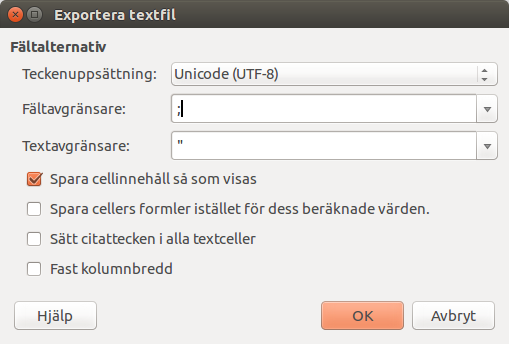 Exportera textfil
Fältalternativ
Teckenuppsättning: Unicode (UTF-8)
Fältavgränsare: ;
Textavgränsare: "
Spara cellinnehåll så som visas
Spara cellers formler istället för dess beräknade värden.
Sätt citattecken i alla textceller
Fast kolumnbredd
Hjälp OK Avbryt